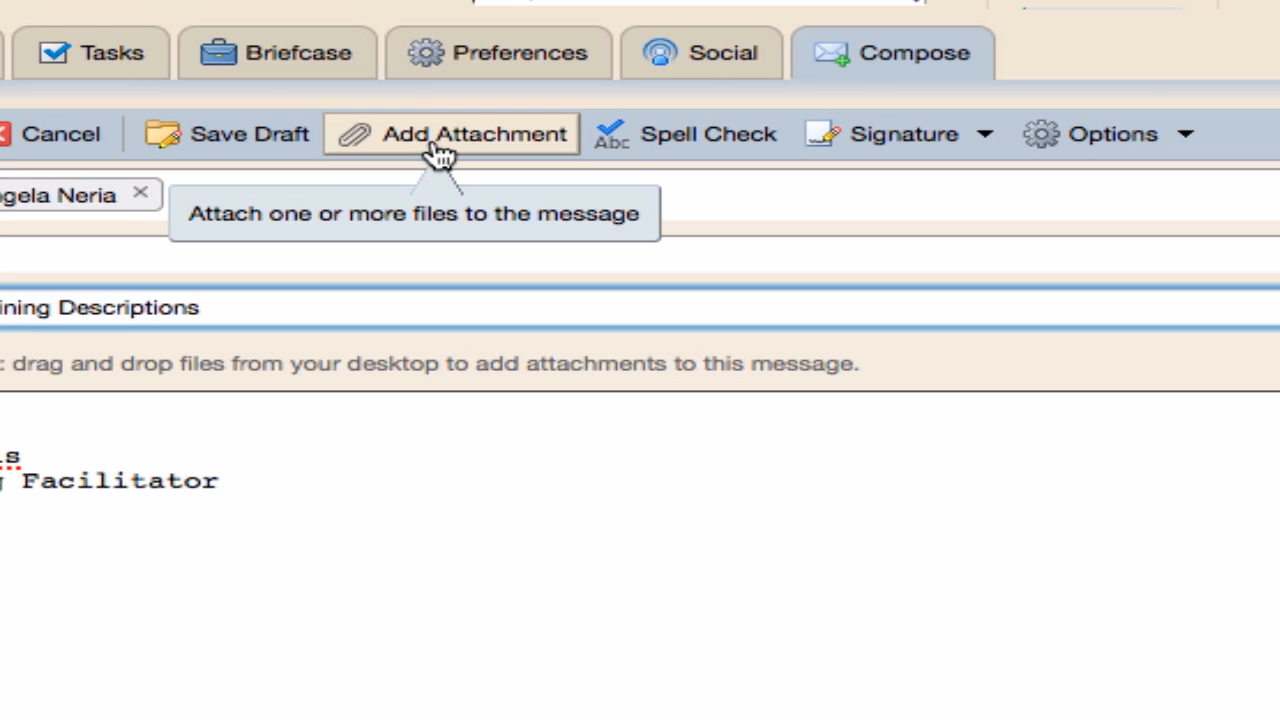 Tasks Briefcase Preferences Social Compose
Cancel Save Draft Add Attachment Abc Spell Check Signature Options
Neria ×
Attach one or more files to the message
Descriptions
: drag and drop files from your desktop to add attachments to this message.
Facilitator